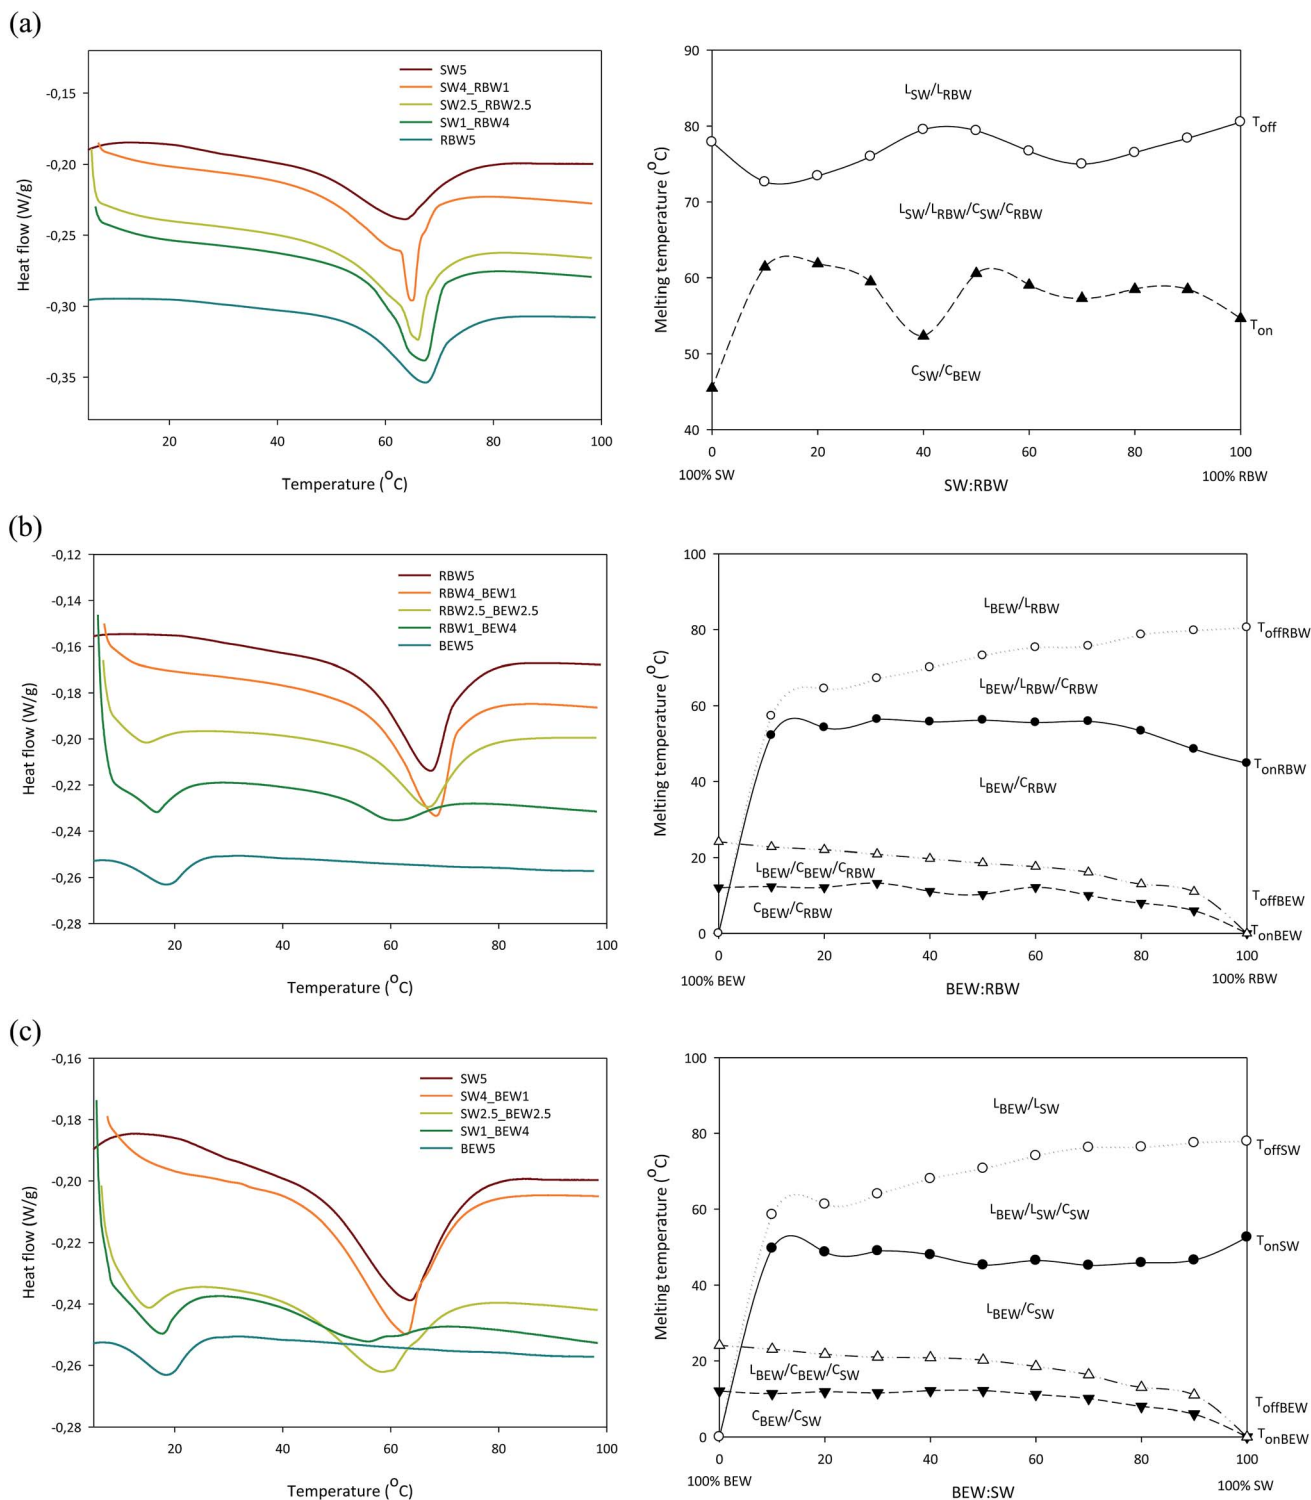 (a)
SW5
SW4_RBW1
SW2.5_RBW2.5
SW1_RBW4
RBW5
-0,15
-0,20
-0,25
-0,30
-0,35
Heat flow (W/g)
20 40 60 80 100
Temperature (°C)
90
80
70
60
50
40
Melting temperature (°C)
LSW/LRBW
Toff
LSW/LRBW/CSW/CRBW
Ton
CSW/CBEW
0 20 40 60 80 100
100% SW 100% RBW
SW:RBW
(b)
RBW5
RBW4_BEW1
RBW2.5_BEW2.5
RBW1_BEW4
BEW5
-0,12
-0,14
-0,16
-0,18
-0,20
-0,22
-0,24
-0,26
-0,28
Heat flow (W/g)
20 40 60 80 100
Temperature (°C)
100
80
60
40
20
0
Melting temperature (°C)
LBEW/LRBW
ToffRBW
LBEW/LRBW/CRBW
TonRBW
LBEW/CRBW
LBEW/CBEW/CRBW
ToffBEW
CBEW/CRBW
TonBEW
0 20 40 60 80 100
100% BEW 100% RBW
BEW:RBW
(c)
SW5
SW4_BEW1
SW2.5_BEW2.5
SW1_BEW4
BEW5
-0,16
-0,18
-0,20
-0,22
-0,24
-0,26
-0,28
Heat flow (W/g)
20 40 60 80 100
Temperature (°C)
100
80
60
40
20
0
Melting temperature (°C)
LBEW/LSW
ToffSW
LBEW/LSW/CSW
TonSW
LBEW/CSW
LBEW/CBEW/CSW
ToffBEW
CBEW/CSW
TonBEW
0 20 40 60 80 100
100% BEW 100% SW
BEW:SW